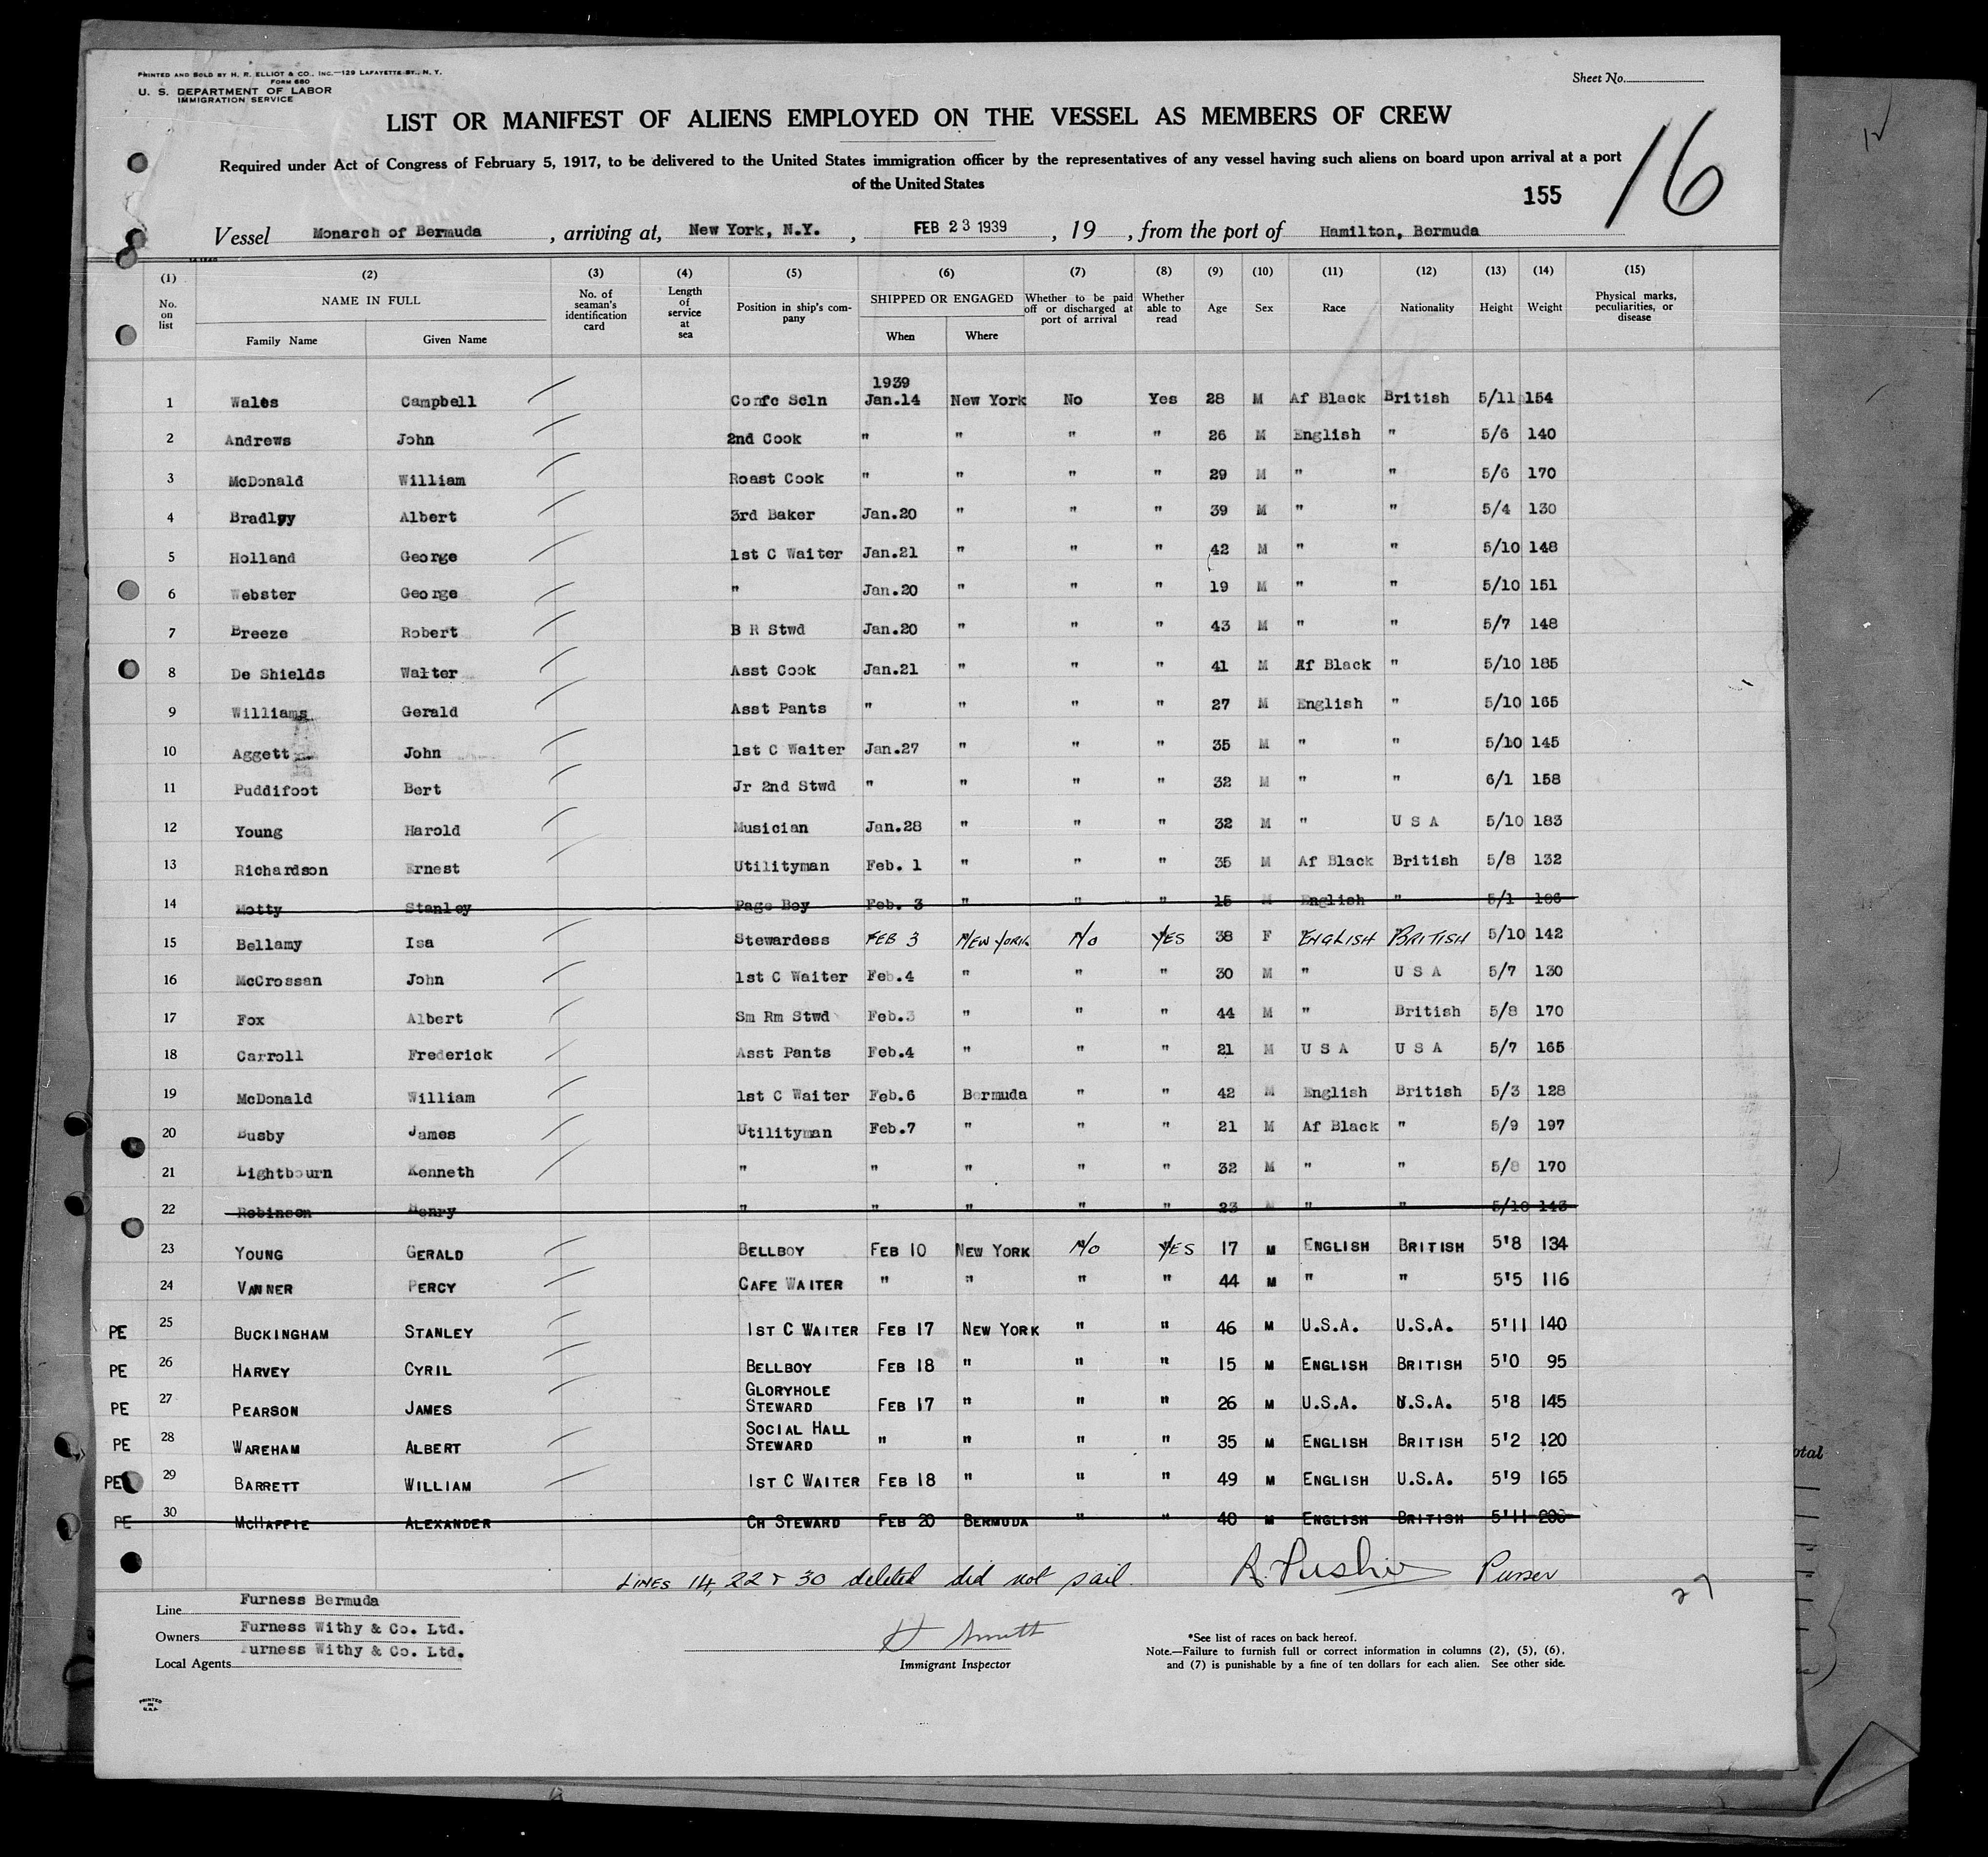 PRINTED AND SOLD BY H. R. ELLIOT & CO., INC.—129 LAFAYETTE ST., N. Y.
FORM 680
U. S. DEPARTMENT OF LABOR
IMMIGRATION SERVICE
Sheet No.
LIST OR MANIFEST OF ALIENS EMPLOYED ON THE VESSEL AS MEMBERS OF CREW
16
Required under Act of Congress of February 5, 1917, to be delivered to the United States immigration officer by the representatives of any vessel having such aliens on board upon arrival at a port
of the United States
155
Vessel Monarch of Bermuda, arriving at, New York, N.Y., FEB 23 1939, 19, from the port of Hamilton, Bermuda
(1) (2) (3) (4) (5) (6) (7) (8) (9) (10) (11) (12) (13) (14) (15)
No. on list NAME IN FULL Family Name Given Name No. of seaman's identification card Length of service at sea Position in ship's company SHIPPED OR ENGAGED When Where Whether to be paid off or discharged at port of arrival Whether able to read Age Sex Race Nationality Height Weight Physical marks, peculiarities, or disease
1939
1 Wales Campbell Confc Scln Jan.14 New York No Yes 28 M Af Black British 5/11 154
2 Andrews John 2nd Cook " " " " 26 M English " 5/6 140
3 McDonald William Roast Cook " " " " 29 M " " 5/6 170
4 Bradley Albert 3rd Baker Jan.20 " " " 39 M " " 5/4 130
5 Holland George 1st C Waiter Jan.21 " " " 42 M " " 5/10 148
6 Webster George " Jan.20 " " " 19 M " " 5/10 151
7 Breeze Robert B R Stwd Jan.20 " " " 43 M " " 5/7 148
8 De Shields Walter Asst Cook Jan.21 " " " 41 M Af Black " 5/10 185
9 Williams Gerald Asst Pants " " " " 27 M English " 5/10 165
10 Aggett John 1st C Waiter Jan.27 " " " 35 M " " 5/10 145
11 Puddifoot Bert Jr 2nd Stwd " " " " 32 M " " 6/1 158
12 Young Harold Musician Jan.28 " " " 32 M " U S A 5/10 183
13 Richardson Ernest Utilityman Feb. 1 " " " 35 M Af Black British 5/8 132
14 Motty Stanley Page Boy Feb. 3 " " " 15 M English " 5/1 106
15 Bellamy Isa Stewardess FEB 3 NEW YORK NO YES 38 F ENGLISH BRITISH 5/10 142
16 McCrossan John 1st C Waiter Feb.4 " " " 30 M " U S A 5/7 130
17 Fox Albert Sm Rm Stwd Feb.3 " " " 44 M " British 5/8 170
18 Carroll Frederick Asst Pants Feb.4 " " " 21 M U S A U S A 5/7 165
19 McDonald William 1st C Waiter Feb.6 Bermuda " " 42 M English British 5/3 128
20 Busby James Utilityman Feb.7 " " " 21 M Af Black " 5/9 197
21 Lightbourn Kenneth " " " " " 32 M " " 5/8 170
22 Robinson Henry " " " " " 23 M " " 5/10 143
23 YOUNG GERALD BELLBOY FEB 10 NEW YORK NO YES 17 M ENGLISH BRITISH 5'8 134
24 VANNER PERCY CAFE WAITER " " " " 44 M " " 5'5 116
PE 25 BUCKINGHAM STANLEY 1ST C WAITER FEB 17 NEW YORK " " 46 M U.S.A. U.S.A. 5'11 140
PE 26 HARVEY CYRIL BELLBOY FEB 18 " " " 15 M ENGLISH BRITISH 5'0 95
PE 27 PEARSON JAMES GLORYHOLE STEWARD FEB 17 " " " 26 M U.S.A. U.S.A. 5'8 145
PE 28 WAREHAM ALBERT SOCIAL HALL STEWARD " " " " 35 M ENGLISH BRITISH 5'2 120
PE 29 BARRETT WILLIAM 1ST C WAITER FEB 18 " " " 49 M ENGLISH U.S.A. 5'9 165
PE 30 MCHAFFIE ALEXANDER CH STEWARD FEB 20 BERMUDA " " 40 M ENGLISH BRITISH 5'11 200
LINES 14, 22 & 30 deleted did not sail. Purser
27
Line Furness Bermuda
Owners Furness Withy & Co. Ltd.
Local Agents Furness Withy & Co. Ltd.
H Smith
Immigrant Inspector
*See list of races on back hereof.
Note.—Failure to furnish full or correct information in columns (2), (5), (6),
and (7) is punishable by a fine of ten dollars for each alien. See other side.
PRINTED
IN
U.S.A.
otal